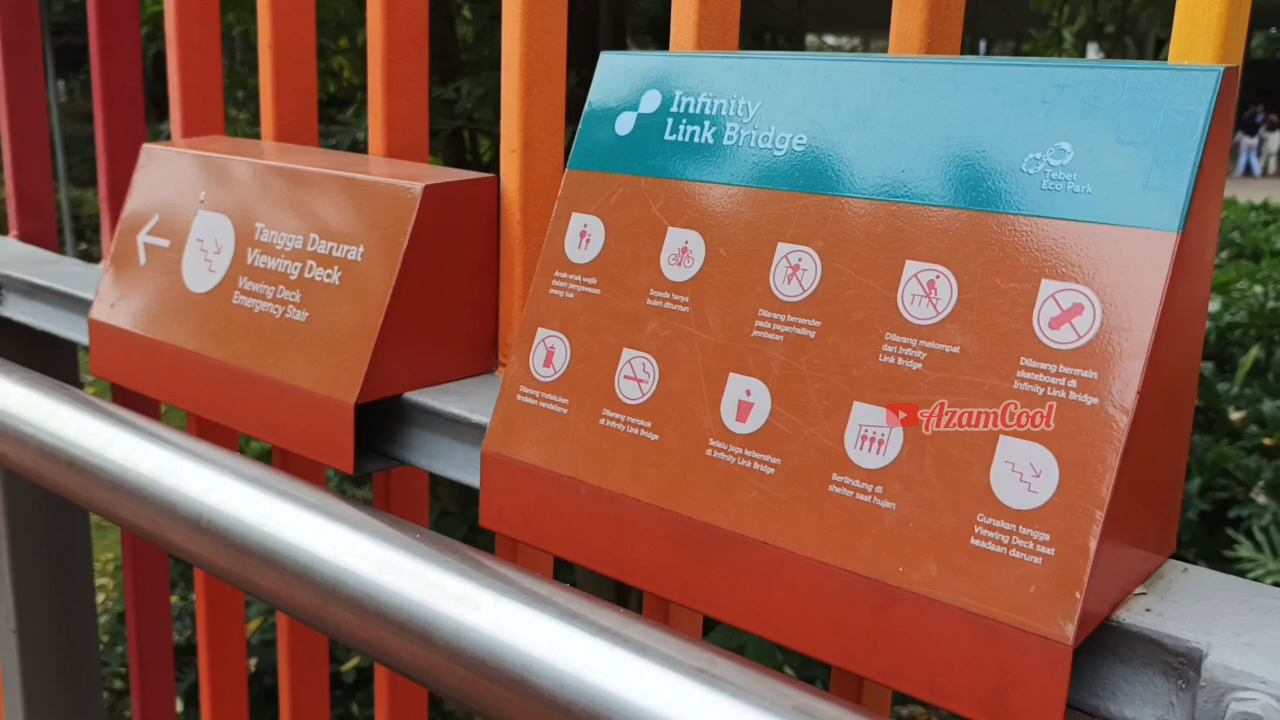 Tangga Darurat
Viewing Deck
Viewing Deck
Emergency Stair
Infinity
Link Bridge
Tebet
Eco Park
Anak-anak wajib
dalam pengawasan
orang tua
Sepeda hanya
boleh dituntun
Dilarang bersender
pada pagar/railing
jembatan
Dilarang melompat
dari Infinity
Link Bridge
Dilarang bermain
skateboard di
Infinity Link Bridge
Dilarang melakukan
tindakan vandalisme
Dilarang merokok
di Infinity Link Bridge
Selalu jaga kebersihan
di Infinity Link Bridge
Berlindung di
shelter saat hujan
Gunakan tangga
Viewing Deck saat
keadaan darurat
AzamCool